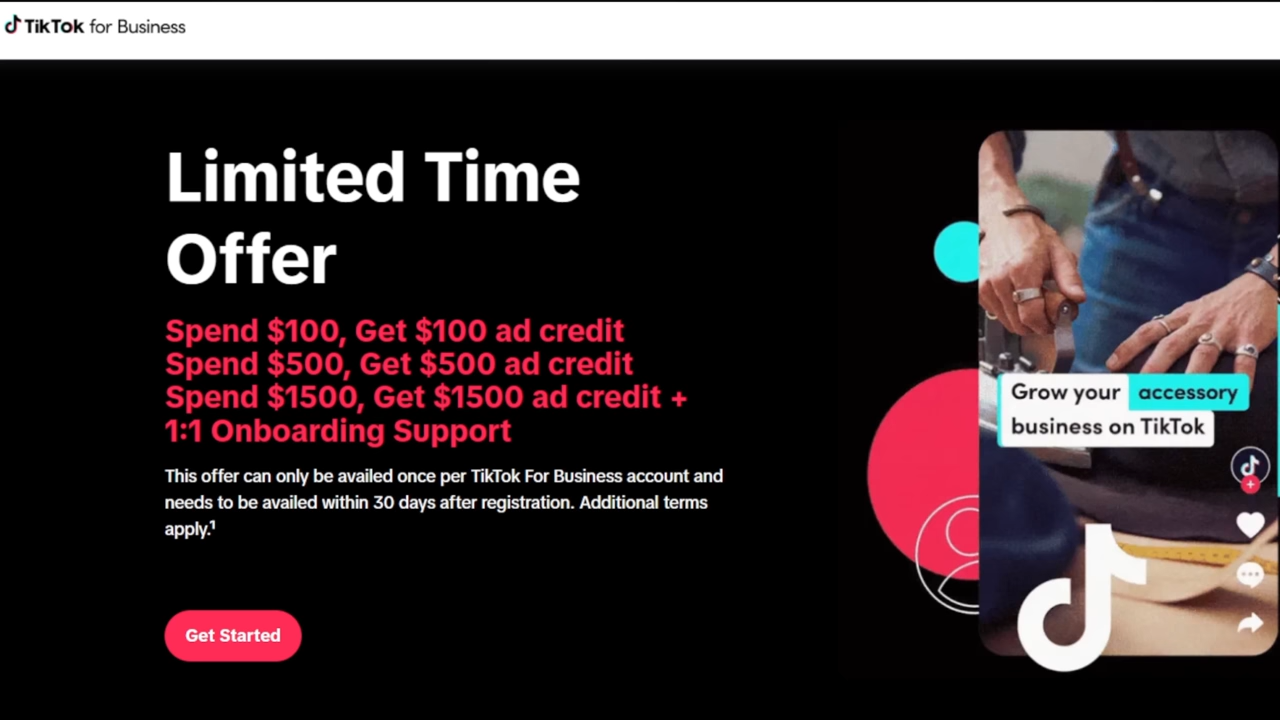 TikTok for Business
Limited Time
Offer
Spend $100, Get $100 ad credit
Spend $500, Get $500 ad credit
Spend $1500, Get $1500 ad credit +
1:1 Onboarding Support
This offer can only be availed once per TikTok For Business account and
needs to be availed within 30 days after registration. Additional terms
apply.¹
Get Started
Grow your accessory
business on TikTok